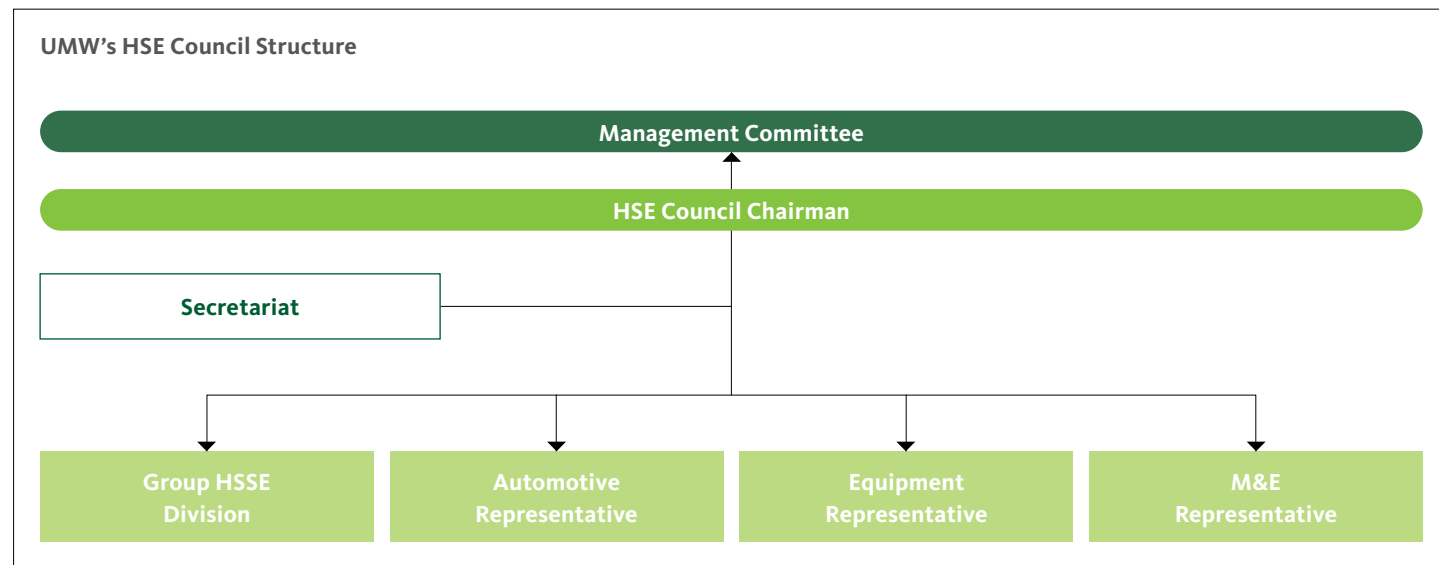 UMW's HSE Council Structure
Management Committee
HSE Council Chairman
Secretariat
Group HSSE
Division
Automotive
Representative
Equipment
Representative
M&E
Representative